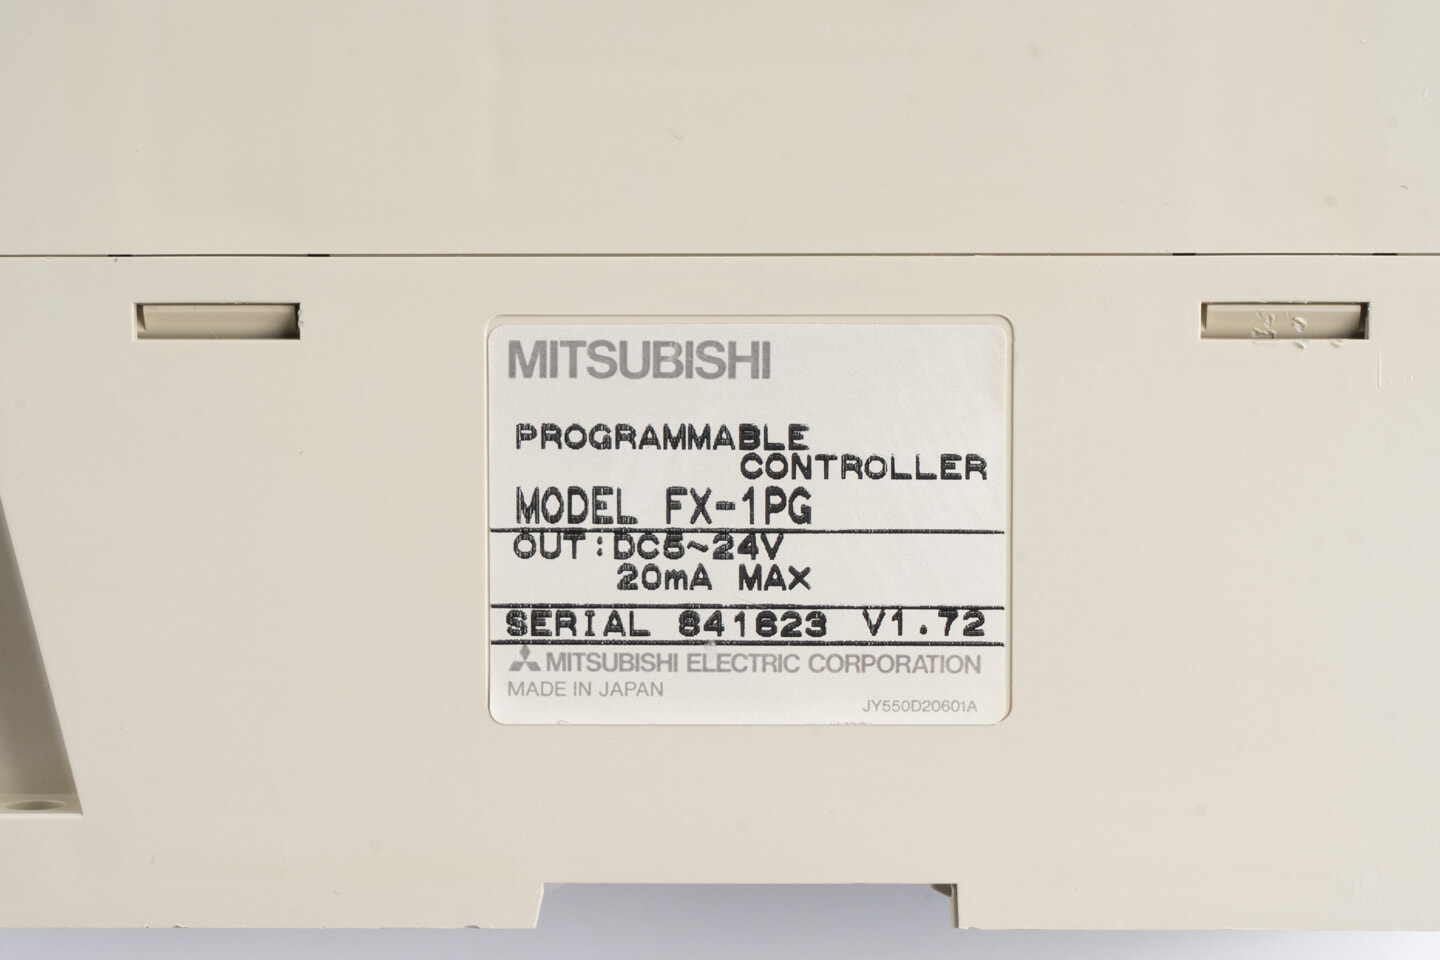 MITSUBISHI
PROGRAMMABLE
CONTROLLER
MODEL FX-1PG
OUT:DC5~24V
20mA MAX
SERIAL 841623 V1.72
MITSUBISHI ELECTRIC CORPORATION
MADE IN JAPAN
JY550D20601A